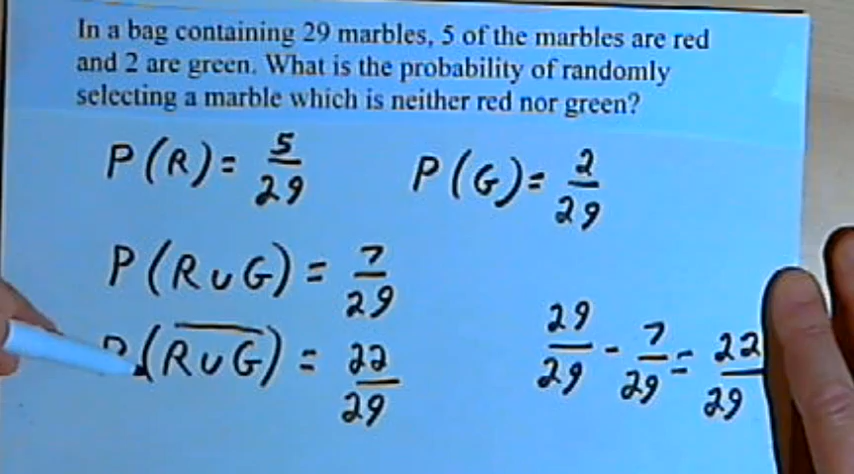 In a bag containing 29 marbles, 5 of the marbles are red
and 2 are green. What is the probability of randomly
selecting a marble which is neither red nor green?
P(R) = 5/29 P(G) = 2/29
P(R∪G) = 7/29
P(R̅∪̅G̅) = 22/29 29/29 - 7/29 = 22/29